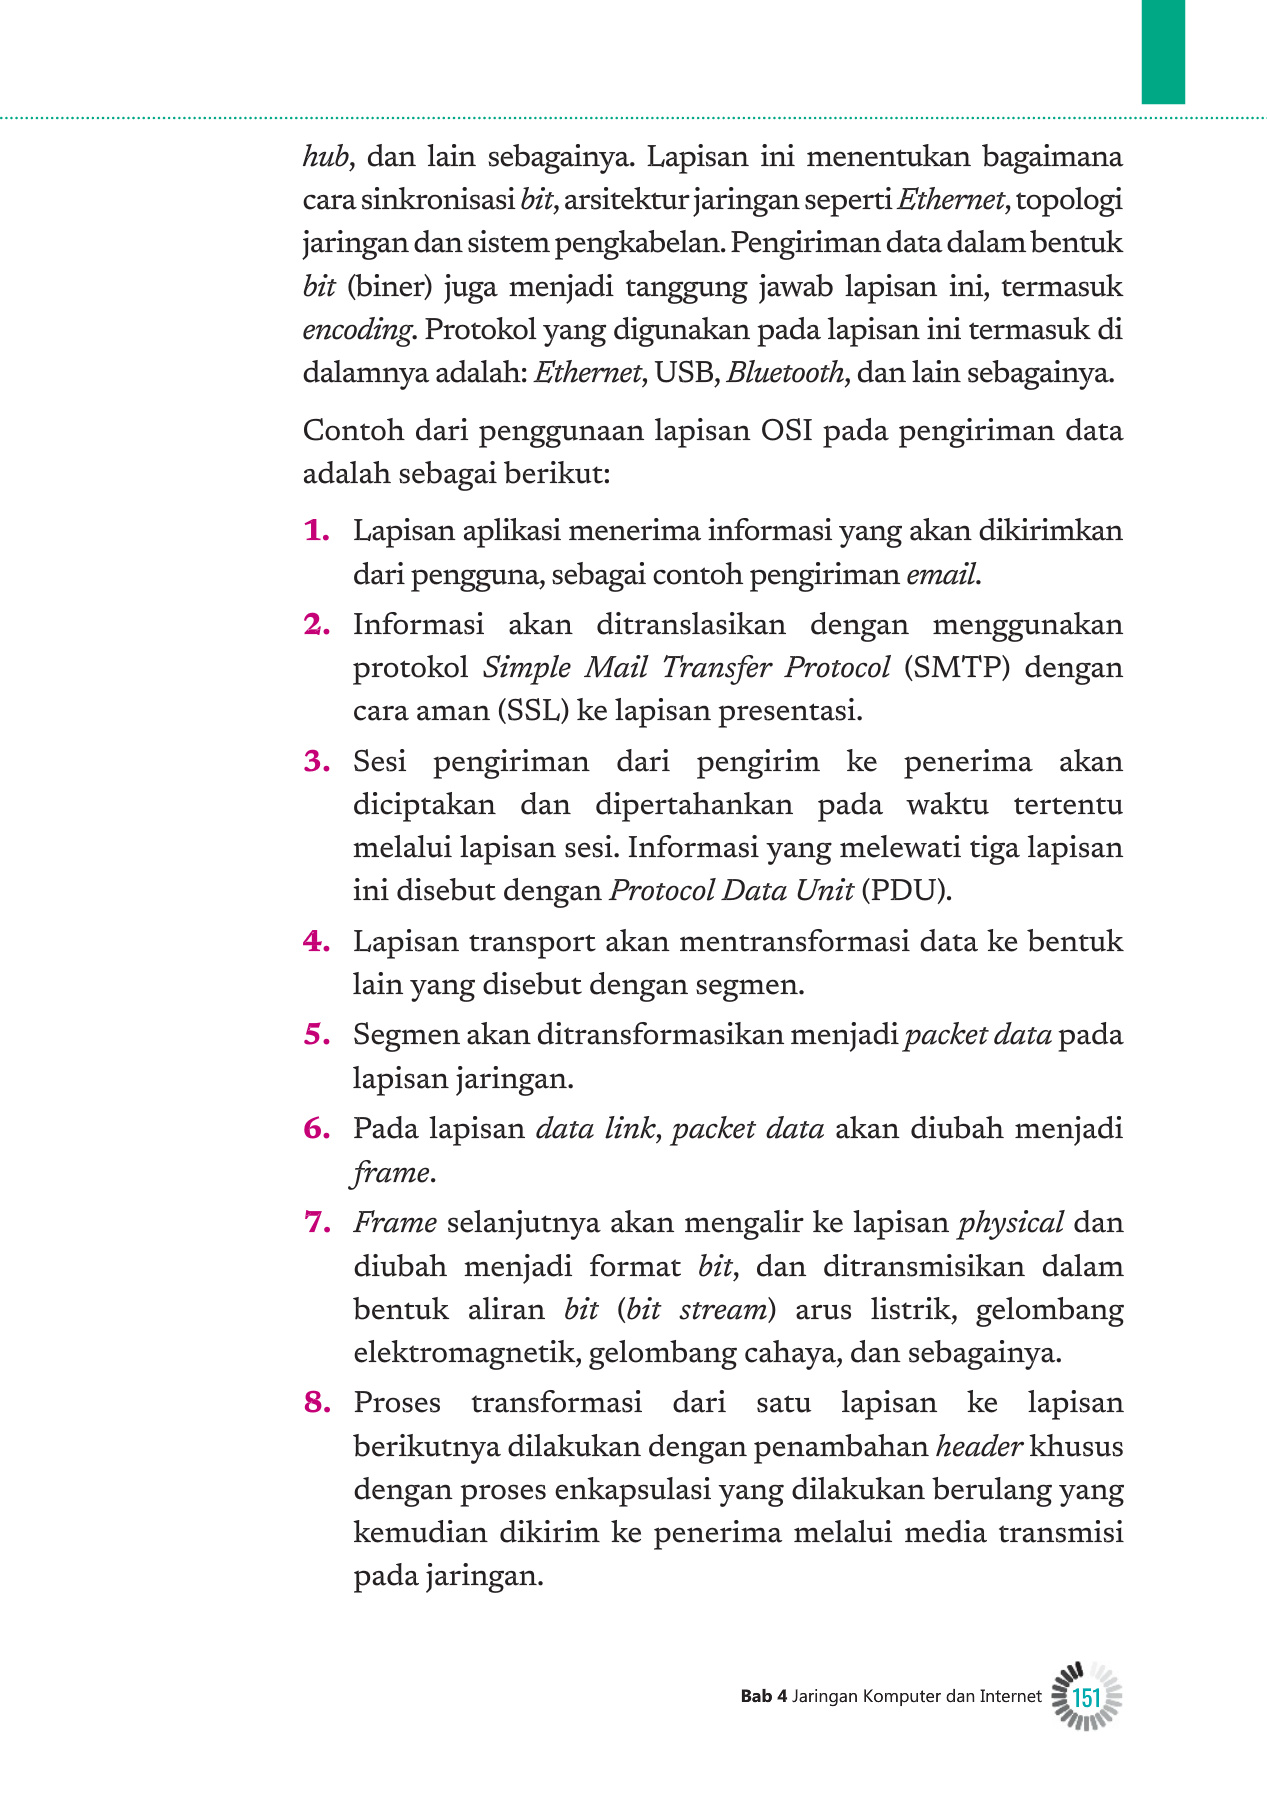 hub, dan lain sebagainya. Lapisan ini menentukan bagaimana
cara sinkronisasi bit, arsitektur jaringan seperti Ethernet, topologi
jaringan dan sistem pengkabelan. Pengiriman data dalam bentuk
bit (biner) juga menjadi tanggung jawab lapisan ini, termasuk
encoding. Protokol yang digunakan pada lapisan ini termasuk di
dalamnya adalah: Ethernet, USB, Bluetooth, dan lain sebagainya.
Contoh dari penggunaan lapisan OSI pada pengiriman data
adalah sebagai berikut:
1. Lapisan aplikasi menerima informasi yang akan dikirimkan
dari pengguna, sebagai contoh pengiriman email.
2. Informasi akan ditranslasikan dengan menggunakan
protokol Simple Mail Transfer Protocol (SMTP) dengan
cara aman (SSL) ke lapisan presentasi.
3. Sesi pengiriman dari pengirim ke penerima akan
diciptakan dan dipertahankan pada waktu tertentu
melalui lapisan sesi. Informasi yang melewati tiga lapisan
ini disebut dengan Protocol Data Unit (PDU).
4. Lapisan transport akan mentransformasi data ke bentuk
lain yang disebut dengan segmen.
5. Segmen akan ditransformasikan menjadi packet data pada
lapisan jaringan.
6. Pada lapisan data link, packet data akan diubah menjadi
frame.
7. Frame selanjutnya akan mengalir ke lapisan physical dan
diubah menjadi format bit, dan ditransmisikan dalam
bentuk aliran bit (bit stream) arus listrik, gelombang
elektromagnetik, gelombang cahaya, dan sebagainya.
8. Proses transformasi dari satu lapisan ke lapisan
berikutnya dilakukan dengan penambahan header khusus
dengan proses enkapsulasi yang dilakukan berulang yang
kemudian dikirim ke penerima melalui media transmisi
pada jaringan.
Bab 4 Jaringan Komputer dan Internet 151